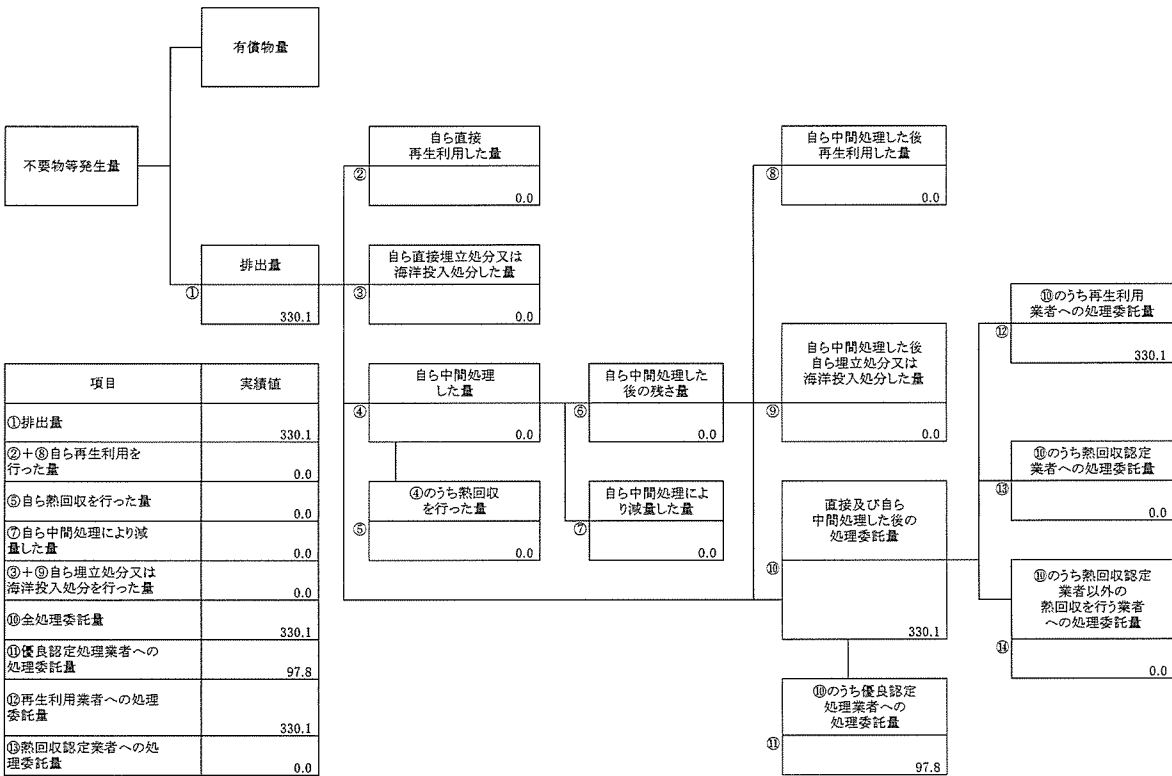 有償物量
不要物等発生量
自ら直接
再生利用した量
②
0.0
自ら中間処理した後
再生利用した量
⑧
0.0
排出量
①
330.1
自ら直接埋立処分又は
海洋投入処分した量
③
0.0
⑩のうち再生利用
業者への処理委託量
⑫
330.1
自ら中間処理
した量
④
0.0
自ら中間処理した
後の残さ量
⑥
0.0
自ら中間処理した後
自ら埋立処分又は
海洋投入処分した量
⑨
0.0
⑩のうち熱回収認定
業者への処理委託量
⑬
0.0
④のうち熱回収
を行った量
⑤
0.0
自ら中間処理によ
り減量した量
⑦
0.0
直接及び自ら
中間処理した後の
処理委託量
⑩
330.1
⑩のうち熱回収認定
業者以外の
熱回収を行う業者
への処理委託量
⑭
0.0
⑩のうち優良認定
処理業者への
処理委託量
⑪
97.8
項目 実績値
①排出量
330.1
②+⑧自ら再生利用を
行った量
0.0
⑤自ら熱回収を行った量
0.0
⑦自ら中間処理により減
量した量
0.0
③+⑨自ら埋立処分又は
海洋投入処分を行った量
0.0
⑩全処理委託量
330.1
⑪優良認定処理業者への
処理委託量
97.8
⑫再生利用業者への処理
委託量
330.1
⑬熱回収認定業者への処
理委託量
0.0